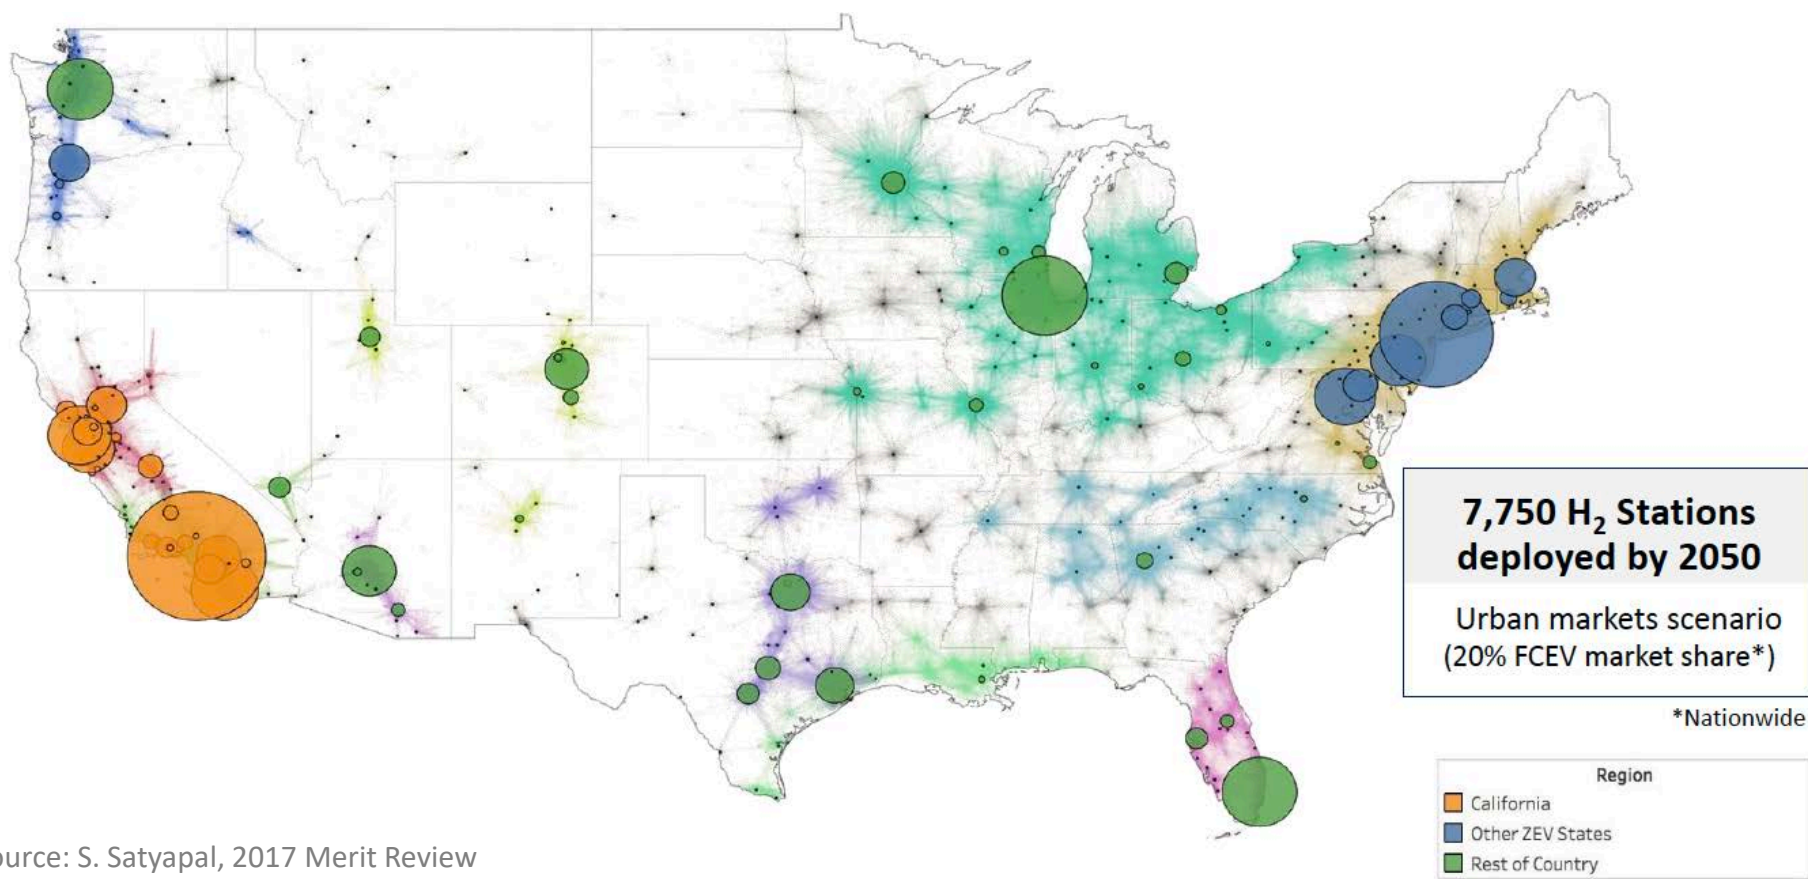 7,750 H₂ Stations
deployed by 2050
Urban markets scenario
(20% FCEV market share*)
*Nationwide
Region
California
Other ZEV States
Rest of Country
ource: S. Satyapal, 2017 Merit Review